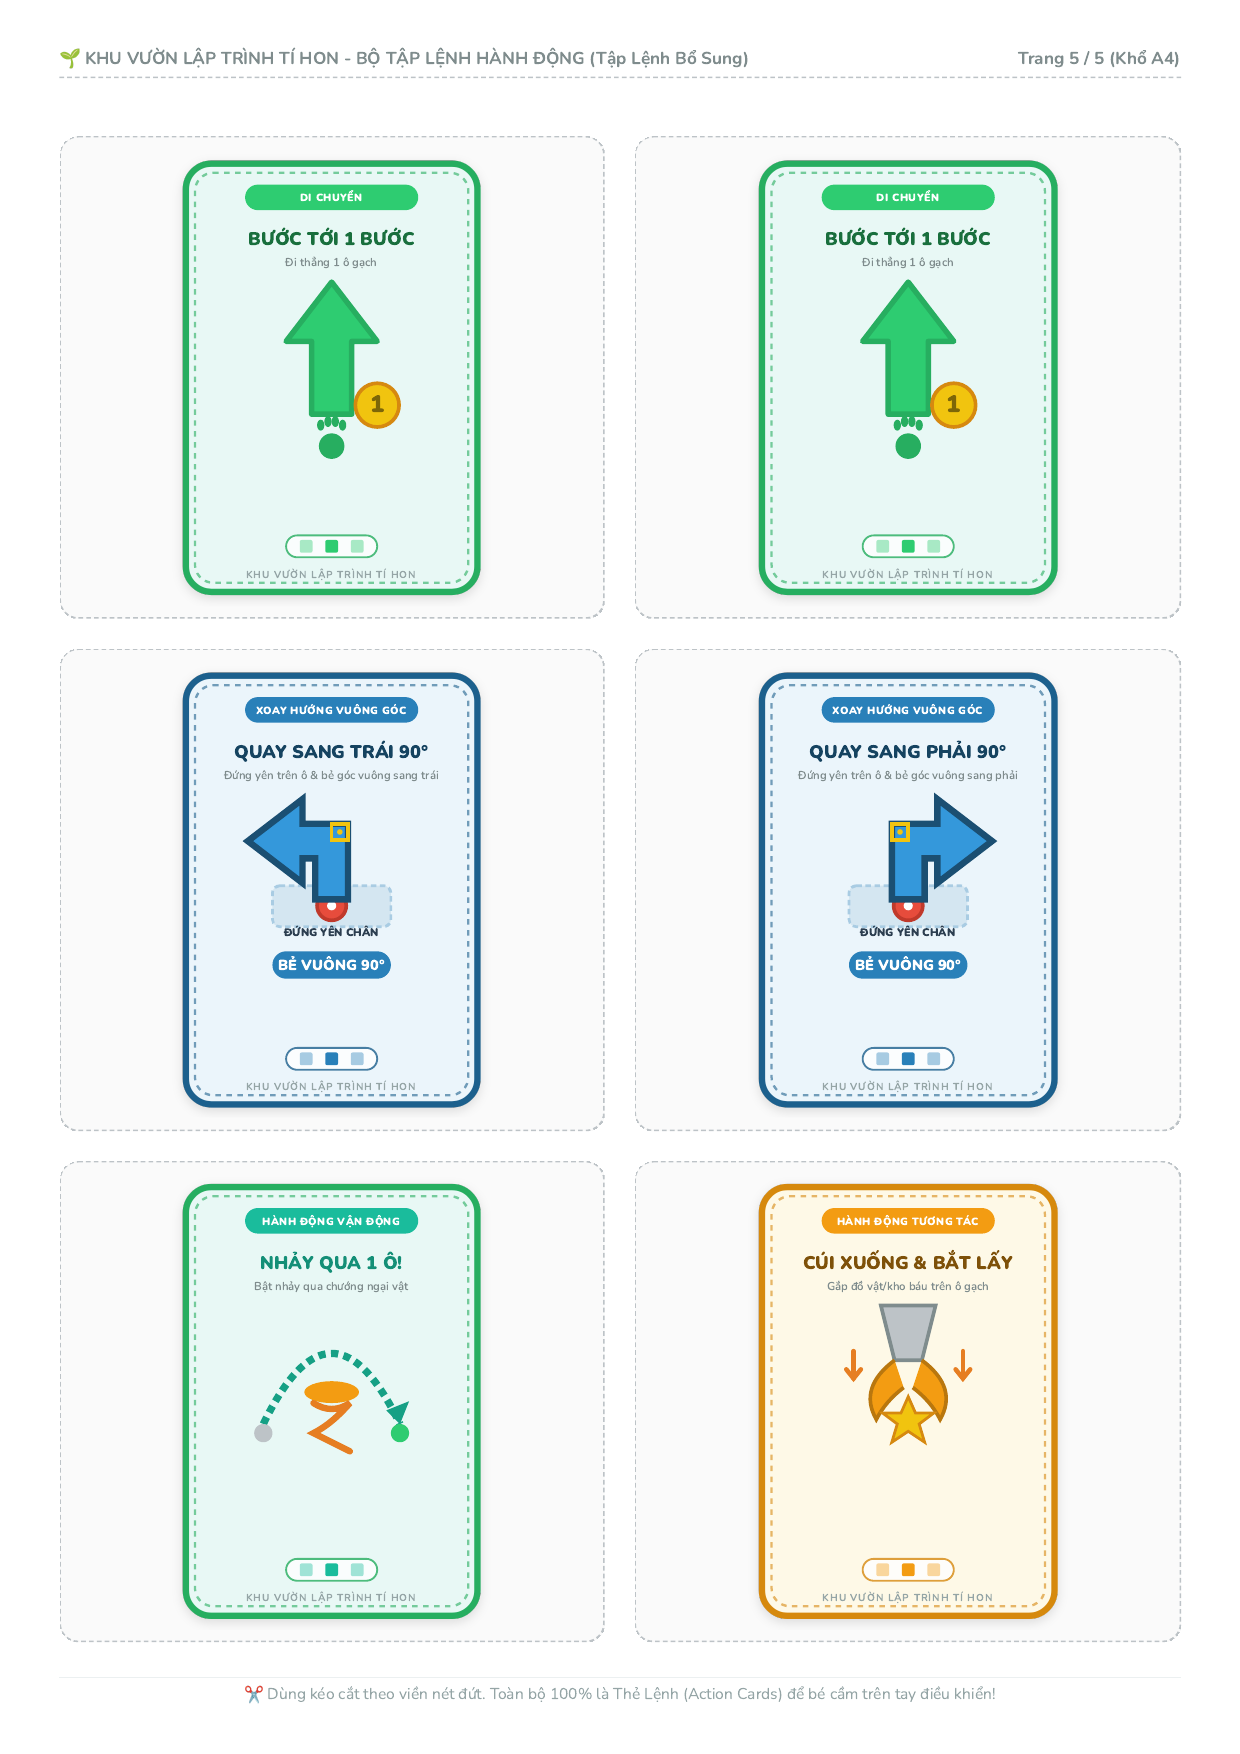 🌱 KHU VƯỜN LẬP TRÌNH TÍ HON - BỘ TẬP LỆNH HÀNH ĐỘNG (Tập Lệnh Bổ Sung)
Trang 5 / 5 (Khổ A4)
DI CHUYỂN
BƯỚC TỚI 1 BƯỚC
Đi thẳng 1 ô gạch
1
KHU VƯỜN LẬP TRÌNH TÍ HON
DI CHUYỂN
BƯỚC TỚI 1 BƯỚC
Đi thẳng 1 ô gạch
1
KHU VƯỜN LẬP TRÌNH TÍ HON
XOAY HƯỚNG VUÔNG GÓC
QUAY SANG TRÁI 90°
Đứng yên trên ô & bẻ góc vuông sang trái
ĐỨNG YÊN CHÂN
BẺ VUÔNG 90°
KHU VƯỜN LẬP TRÌNH TÍ HON
XOAY HƯỚNG VUÔNG GÓC
QUAY SANG PHẢI 90°
Đứng yên trên ô & bẻ góc vuông sang phải
ĐỨNG YÊN CHÂN
BẺ VUÔNG 90°
KHU VƯỜN LẬP TRÌNH TÍ HON
HÀNH ĐỘNG VẬN ĐỘNG
NHẢY QUA 1 Ô!
Bật nhảy qua chướng ngại vật
KHU VƯỜN LẬP TRÌNH TÍ HON
HÀNH ĐỘNG TƯƠNG TÁC
CÚI XUỐNG & BẮT LẤY
Gắp đồ vật/kho báu trên ô gạch
KHU VƯỜN LẬP TRÌNH TÍ HON
✂️ Dùng kéo cắt theo viền nét đứt. Toàn bộ 100% là Thẻ Lệnh (Action Cards) để bé cầm trên tay điều khiển!